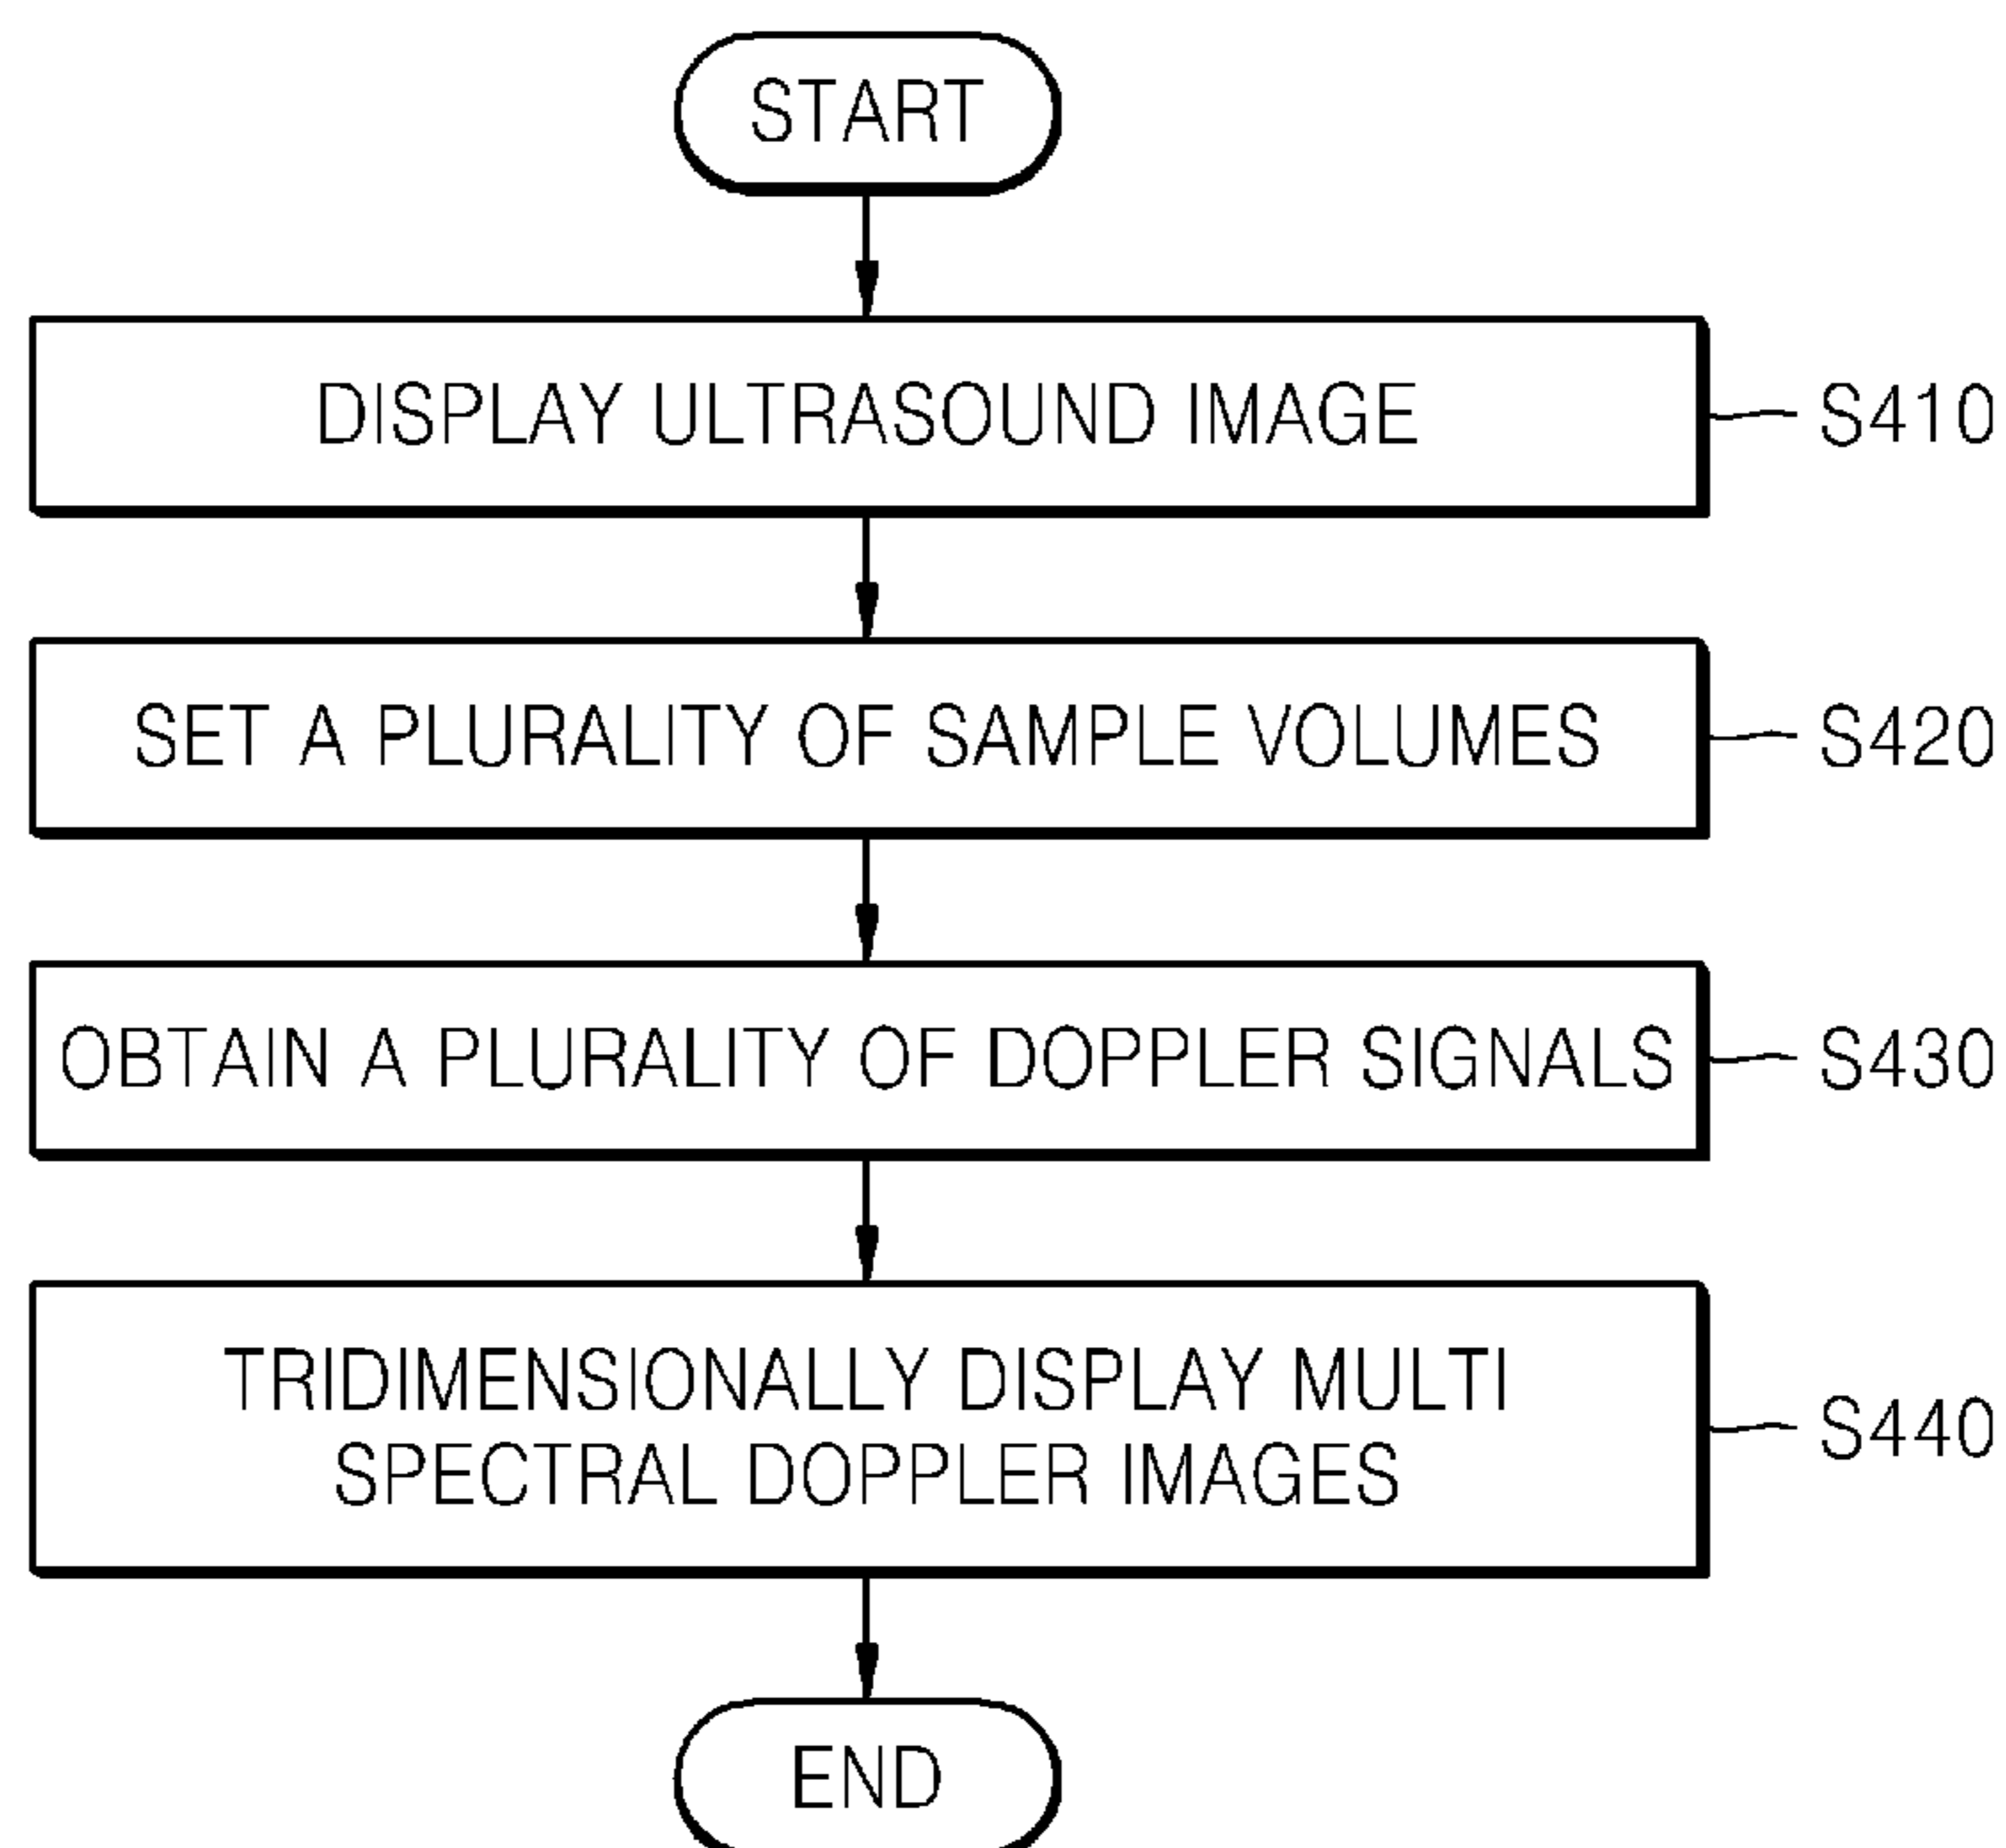 START
DISPLAY ULTRASOUND IMAGE
S410
SET A PLURALITY OF SAMPLE VOLUMES
S420
OBTAIN A PLURALITY OF DOPPLER SIGNALS
S430
TRIDIMENSIONALLY DISPLAY MULTI
SPECTRAL DOPPLER IMAGES
S440
END